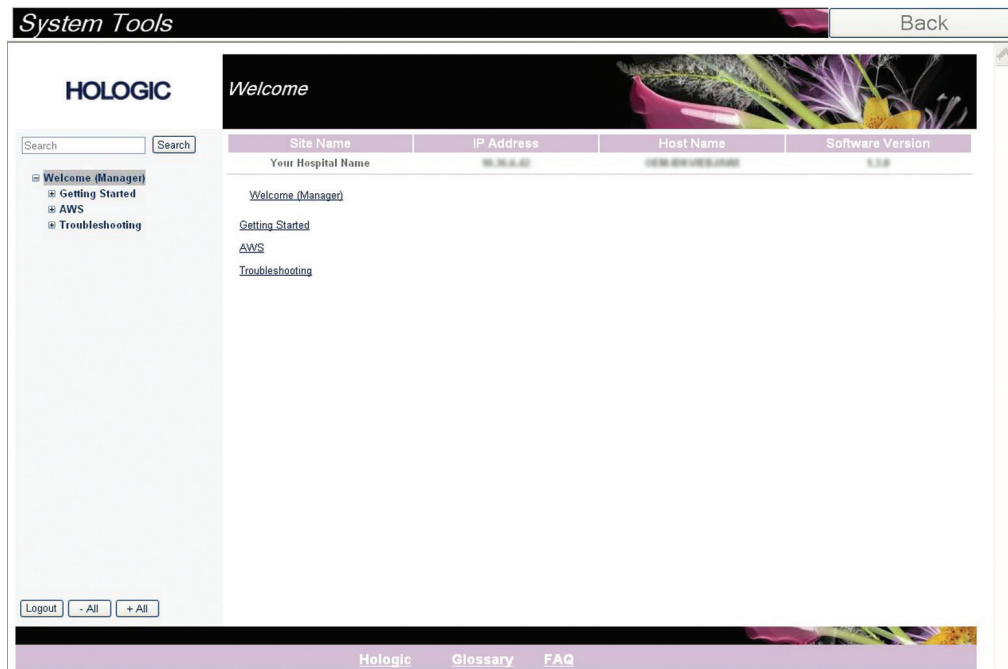 System Tools
Back
HOLOGIC
Welcome
Search
Search
Welcome (Manager)
Getting Started
AWS
Troubleshooting
Site Name IP Address Host Name Software Version
Your Hospital Name
Welcome (Manager)
Getting Started
AWS
Troubleshooting
Logout - All + All
Hologic Glossary FAQ